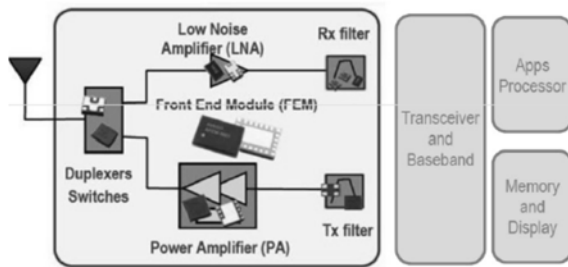 Low Noise
Amplifier (LNA)
Rx filter
Front End Module (FEM)
Duplexers
Switches
Power Amplifier (PA)
Tx filter
Transceiver
and
Baseband
Apps
Processor
Memory
and
Display